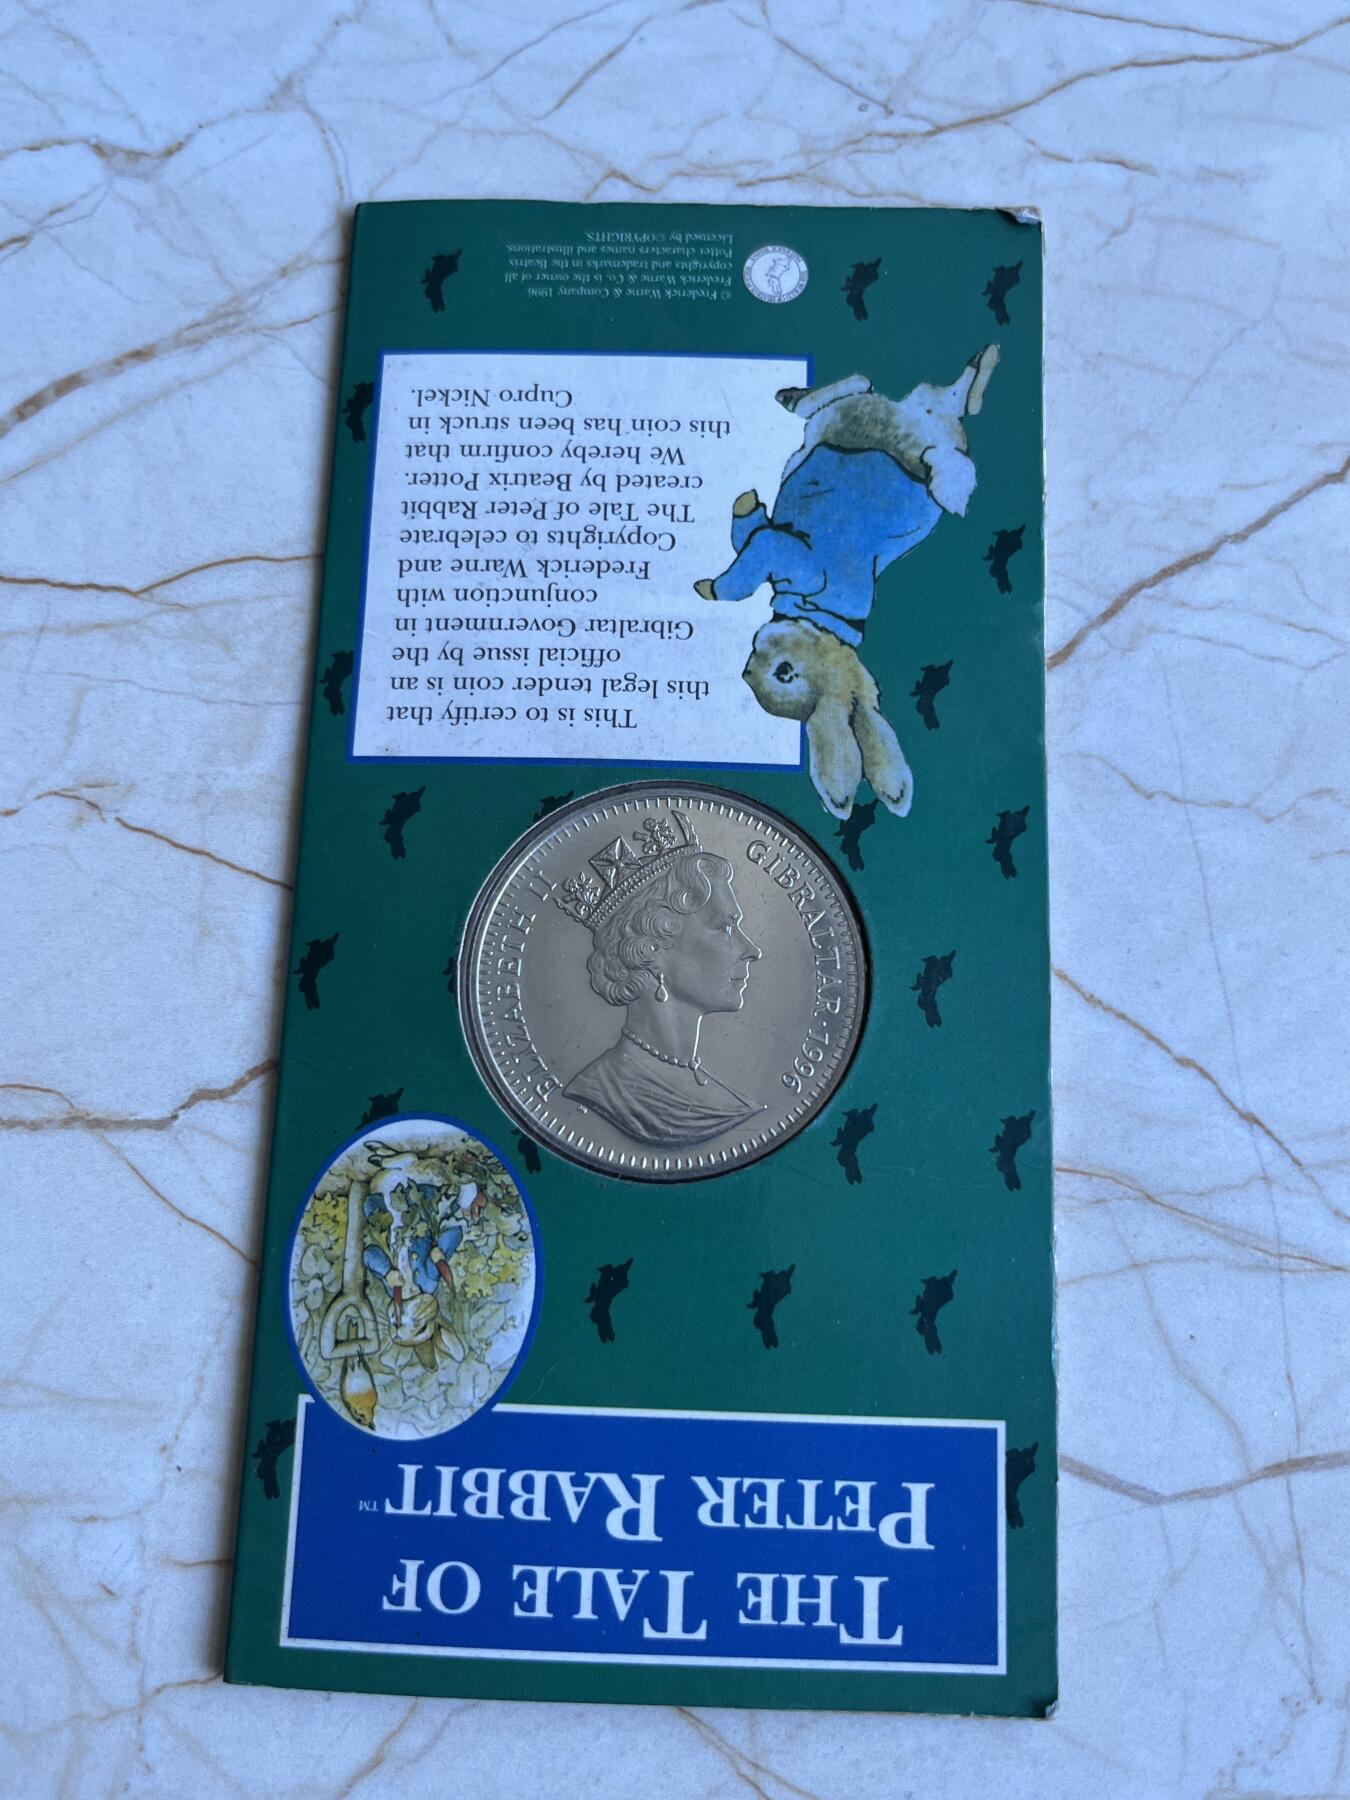 THE TALE OF
PETER RABBIT™
ELIZABETH II
GIBRALTAR · 1996
This is to certify that
this legal tender coin is an
official issue by the
Gibraltar Government in
conjunction with
Frederick Warne and
Copyrights to celebrate
The Tale of Peter Rabbit
created by Beatrix Potter.
We hereby confirm that
this coin has been struck in
Cupro Nickel.
© Frederick Warne & Company 1996
Frederick Warne & Co. is the owner of all
copyrights and trademarks in the Beatrix
Potter characters names and illustrations.
Licensed by ©OPYRIGHTS.